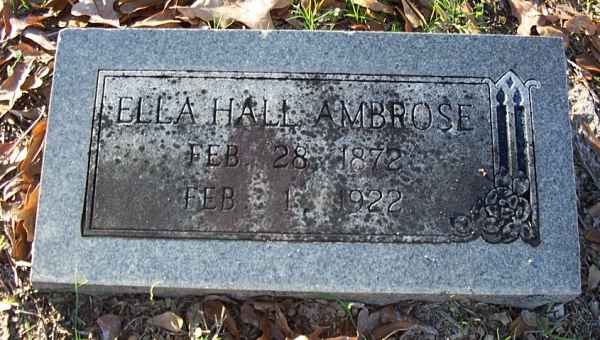 ELLA HALL AMBROSE
FEB. 28, 1872
FEB. 1, 1922